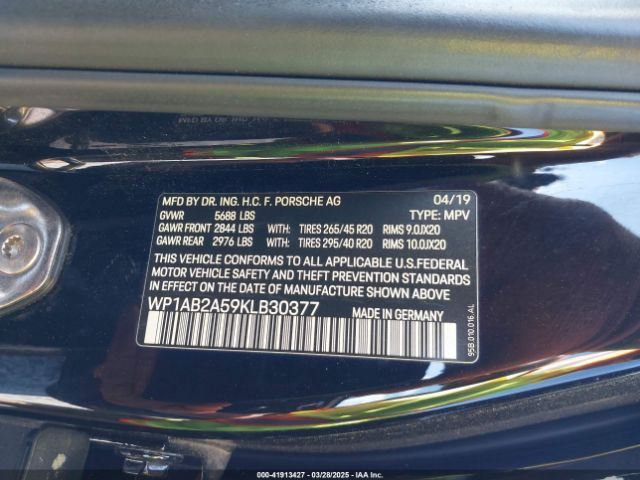 MFD BY DR. ING. H.C. F. PORSCHE AG 04/19
GVWR 5688 LBS TYPE: MPV
GAWR FRONT 2844 LBS WITH: TIRES 265/45 R20 RIMS 9.0JX20
GAWR REAR 2976 LBS WITH: TIRES 295/40 R20 RIMS 10.0JX20
THIS VEHICLE CONFORMS TO ALL APPLICABLE U.S.FEDERAL
MOTOR VEHICLE SAFETY AND THEFT PREVENTION STANDARDS
IN EFFECT ON THE DATE OF MANUFACTURE SHOWN ABOVE
WP1AB2A59KLB30377 MADE IN GERMANY
95B.010.016.AL
000-41913427 | 03/28/2025 | IAA Inc.